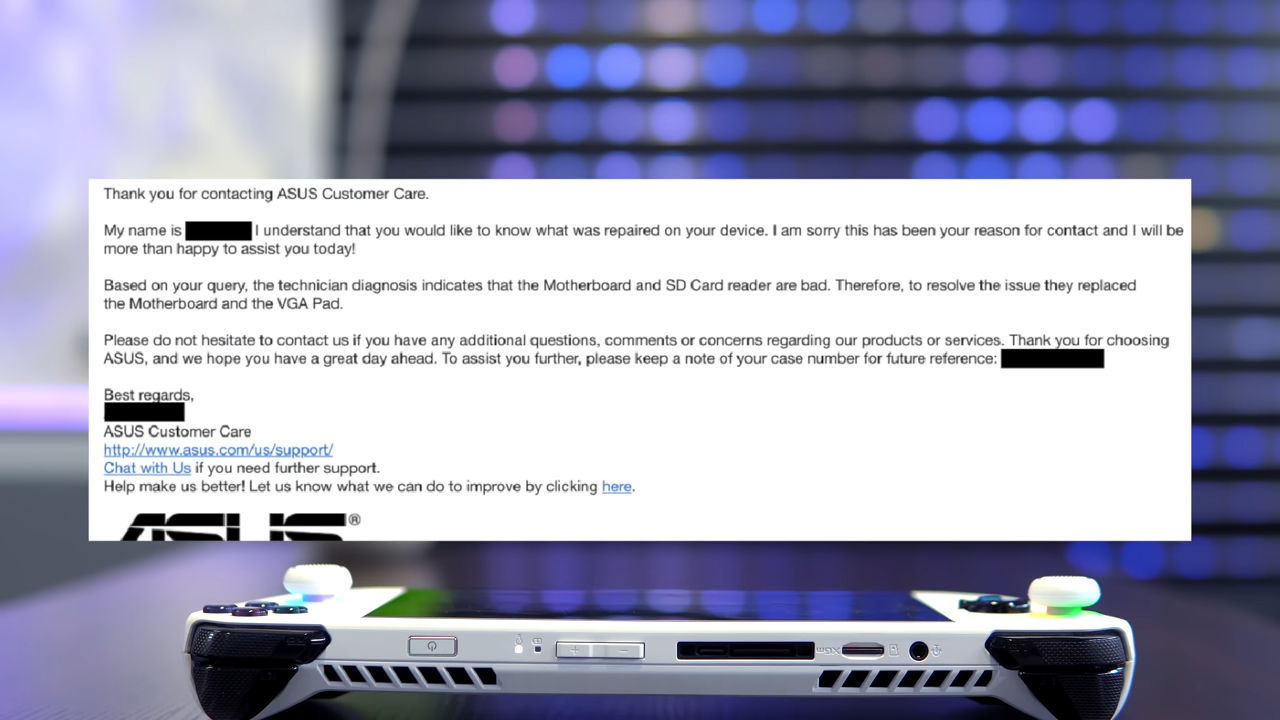 Thank you for contacting ASUS Customer Care.
My name is I understand that you would like to know what was repaired on your device. I am sorry this has been your reason for contact and I will be
more than happy to assist you today!
Based on your query, the technician diagnosis indicates that the Motherboard and SD Card reader are bad. Therefore, to resolve the issue they replaced
the Motherboard and the VGA Pad.
Please do not hesitate to contact us if you have any additional questions, comments or concerns regarding our products or services. Thank you for choosing
ASUS, and we hope you have a great day ahead. To assist you further, please keep a note of your case number for future reference:
Best regards,
ASUS Customer Care
http://www.asus.com/us/support/
Chat with Us if you need further support.
Help make us better! Let us know what we can do to improve by clicking here.
ASUS®
XGm